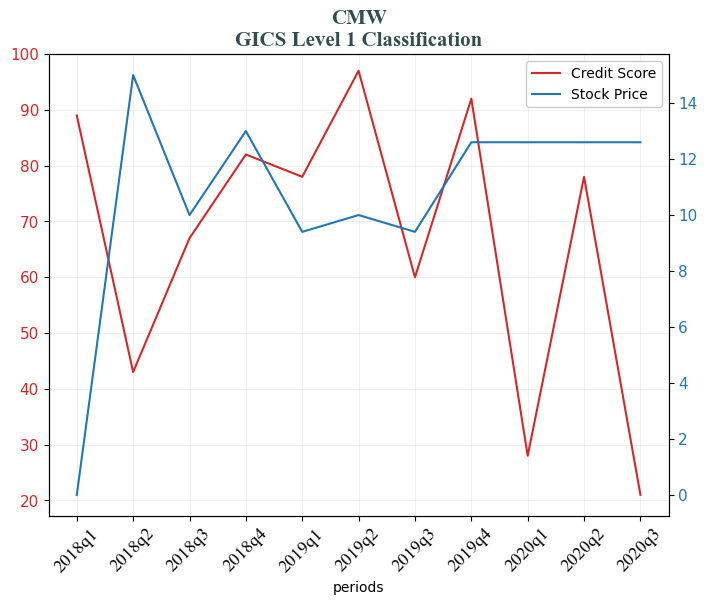 CMW
GICS Level 1 Classification
Credit Score
Stock Price
100
90
80
70
60
50
40
30
20
14
12
10
8
6
4
2
0
2018q1
2018q2
2018q3
2018q4
2019q1
2019q2
2019q3
2019q4
2020q1
2020q2
2020q3
periods